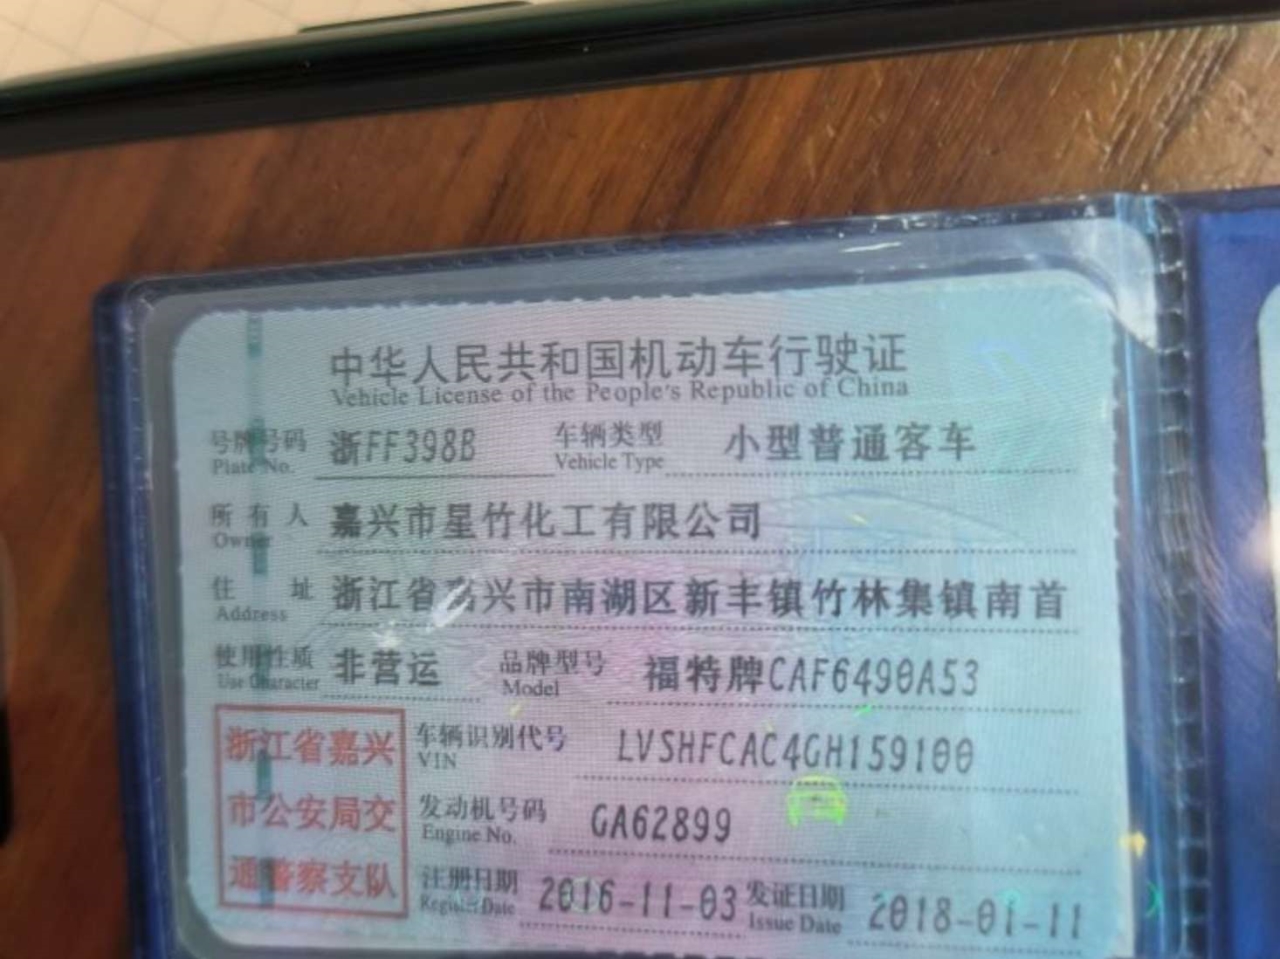 中华人民共和国机动车行驶证
Vehicle License of the People's Republic of China
号牌号码 浙FF398B 车辆类型 小型普通客车
Plate No. Vehicle Type
所有人 嘉兴市星竹化工有限公司
Owner
住址 浙江省嘉兴市南湖区新丰镇竹林集镇南首
Address
使用性质 非营运 品牌型号 福特牌CAF6490A53
Use Character Model
浙江省嘉兴
市公安局交
通警察支队
车辆识别代号 LVSHFCAC4GH159100
VIN
发动机号码 GA62899
Engine No.
注册日期 2016-11-03 发证日期 2018-01-11
Register Date Issue Date